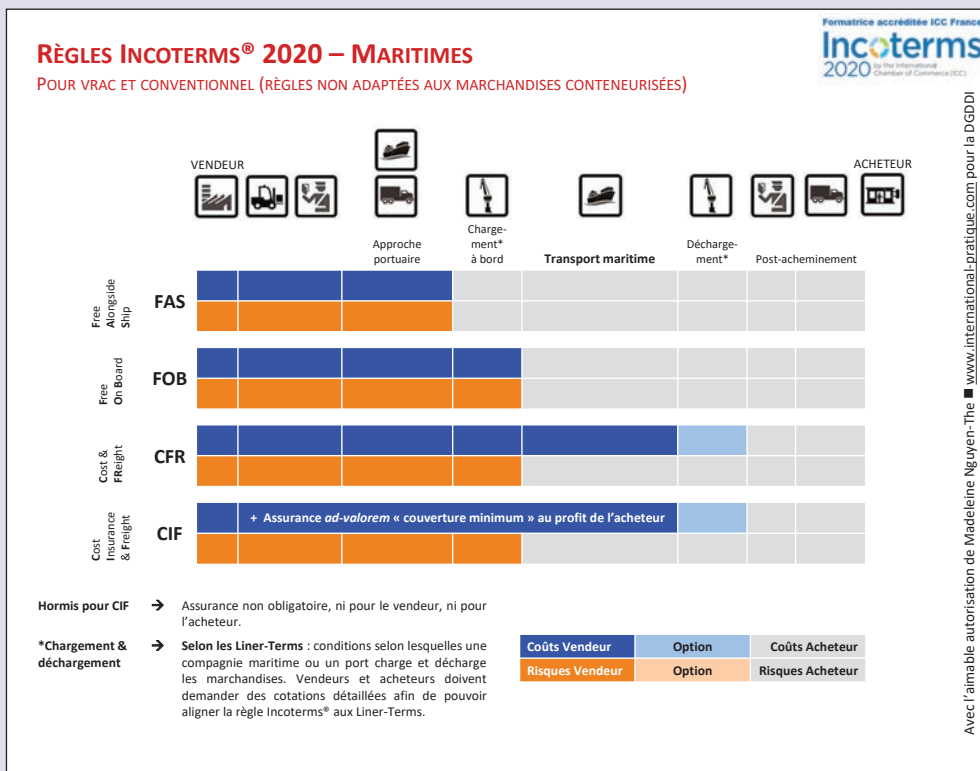 Formatrice accréditée ICC France
Incoterms
2020 by the International
Chamber of Commerce (ICC)
RÈGLES INCOTERMS® 2020 – MARITIMES
POUR VRAC ET CONVENTIONNEL (RÈGLES NON ADAPTÉES AUX MARCHANDISES CONTENEURISÉES)
VENDEUR
ACHETEUR
Approche
portuaire
Charge-
ment*
à bord
Transport maritime
Décharge-
ment*
Post-acheminement
Free
Alongside
Ship
FAS
Free
On Board
FOB
Cost &
FReight
CFR
Cost
Insurance
& Freight
CIF
+ Assurance ad-valorem « couverture minimum » au profit de l’acheteur
Hormis pour CIF ➔ Assurance non obligatoire, ni pour le vendeur, ni pour
l’acheteur.
*Chargement & ➔ Selon les Liner-Terms : conditions selon lesquelles une
déchargement compagnie maritime ou un port charge et décharge
les marchandises. Vendeurs et acheteurs doivent
demander des cotations détaillées afin de pouvoir
aligner la règle Incoterms® aux Liner-Terms.
Coûts Vendeur Option Coûts Acheteur
Risques Vendeur Option Risques Acheteur
Avec l’aimable autorisation de Madeleine Nguyen-The ■ www.international-pratique.com pour la DGDDI